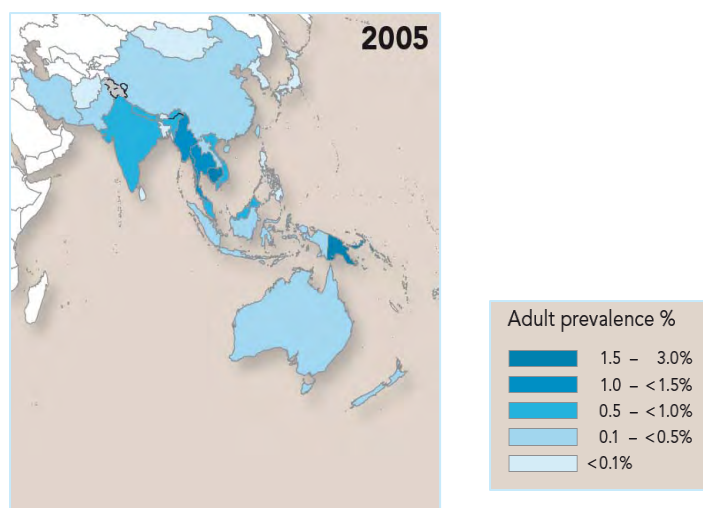 2005
Adult prevalence %
1.5 – 3.0%
1.0 – <1.5%
0.5 – <1.0%
0.1 – <0.5%
<0.1%